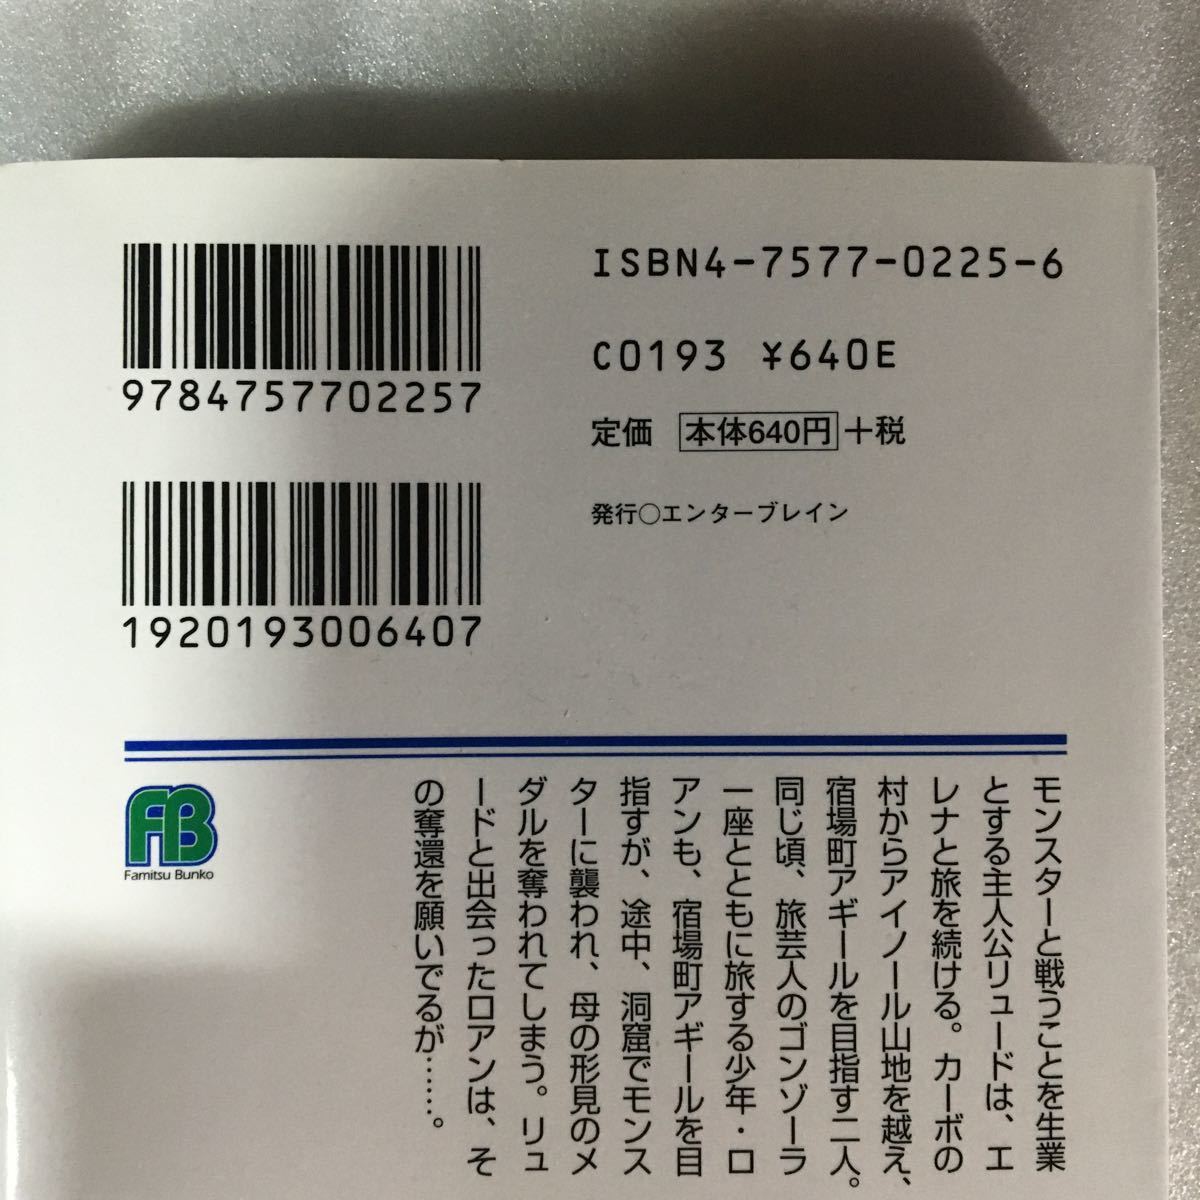 ISBN4-7577-0225-6
9784757702257
C0193 ¥640E
定価 本体640円+税
1920193006407
発行○エンターブレイン
FB
Famitsu Bunko
モンスターと戦うことを生業
とする主人公リュードは、エ
レナと旅を続ける。カーボの
村からアイノール山地を越え、
宿場町アギールを目指す二人。
同じ頃、旅芸人のゴンゾーラ
一座とともに旅する少年・ロ
アンも、宿場町アギールを目
指すが、途中、洞窟でモンス
ターに襲われ、母の形見のメ
ダルを奪われてしまう。リュ
ードと出会ったロアンは、そ
の奪還を願いでるが……。